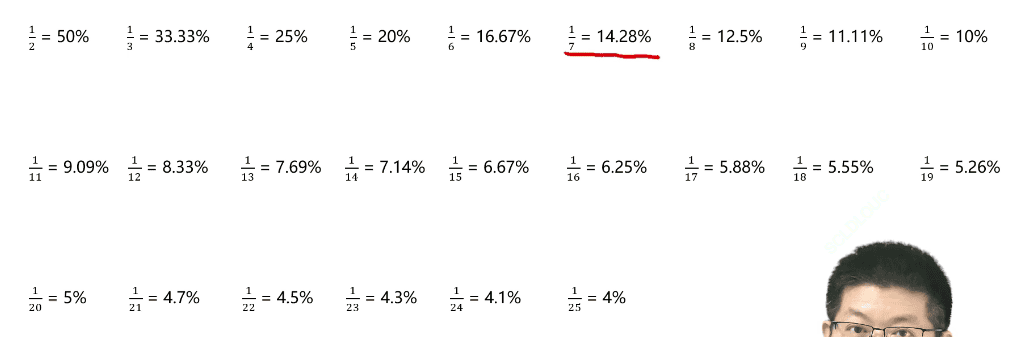 1/2 = 50% 1/3 = 33.33% 1/4 = 25% 1/5 = 20% 1/6 = 16.67% 1/7 = 14.28% 1/8 = 12.5% 1/9 = 11.11% 1/10 = 10%
1/11 = 9.09% 1/12 = 8.33% 1/13 = 7.69% 1/14 = 7.14% 1/15 = 6.67% 1/16 = 6.25% 1/17 = 5.88% 1/18 = 5.55% 1/19 = 5.26%
1/20 = 5% 1/21 = 4.7% 1/22 = 4.5% 1/23 = 4.3% 1/24 = 4.1% 1/25 = 4%